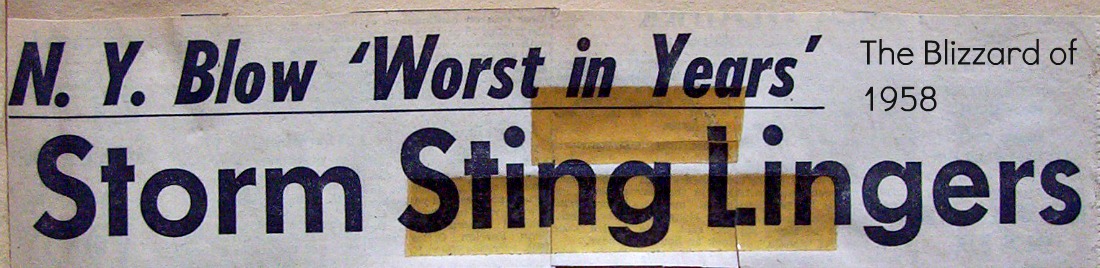 N. Y. Blow 'Worst in Years'
Storm Sting Lingers
The Blizzard of
1958